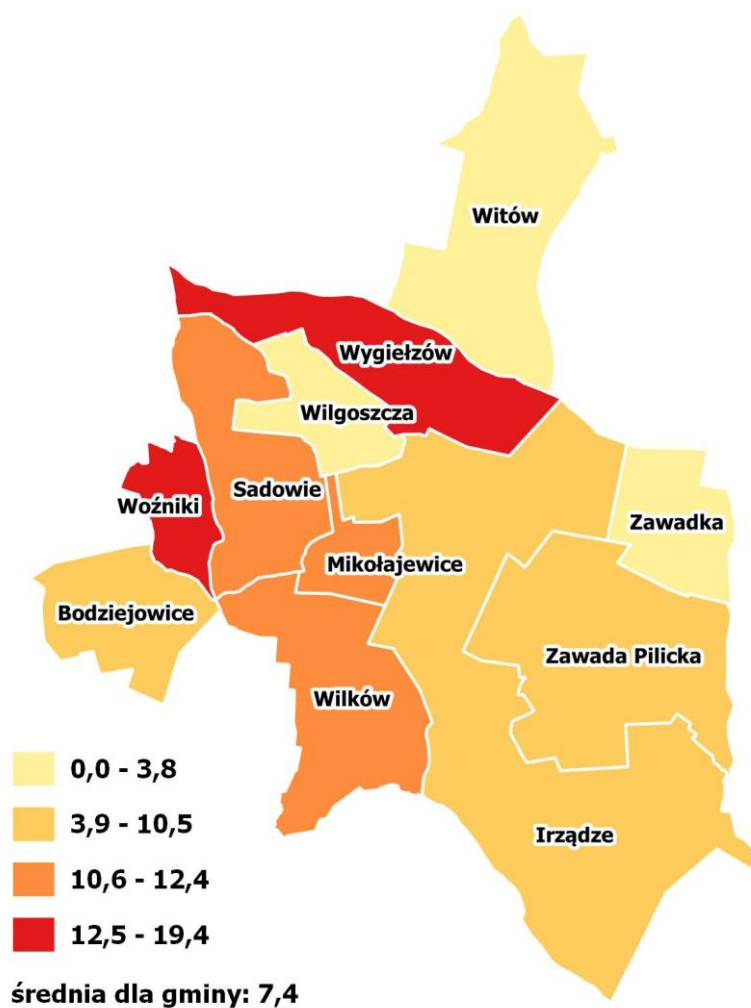 Witów
Wygiełzów
Wilgoszcza
Sadowie
Woźniki
Zawadka
Mikołajewice
Bodziejowice
Zawada Pilicka
Wilków
Irządze
0,0 - 3,8
3,9 - 10,5
10,6 - 12,4
12,5 - 19,4
średnia dla gminy: 7,4